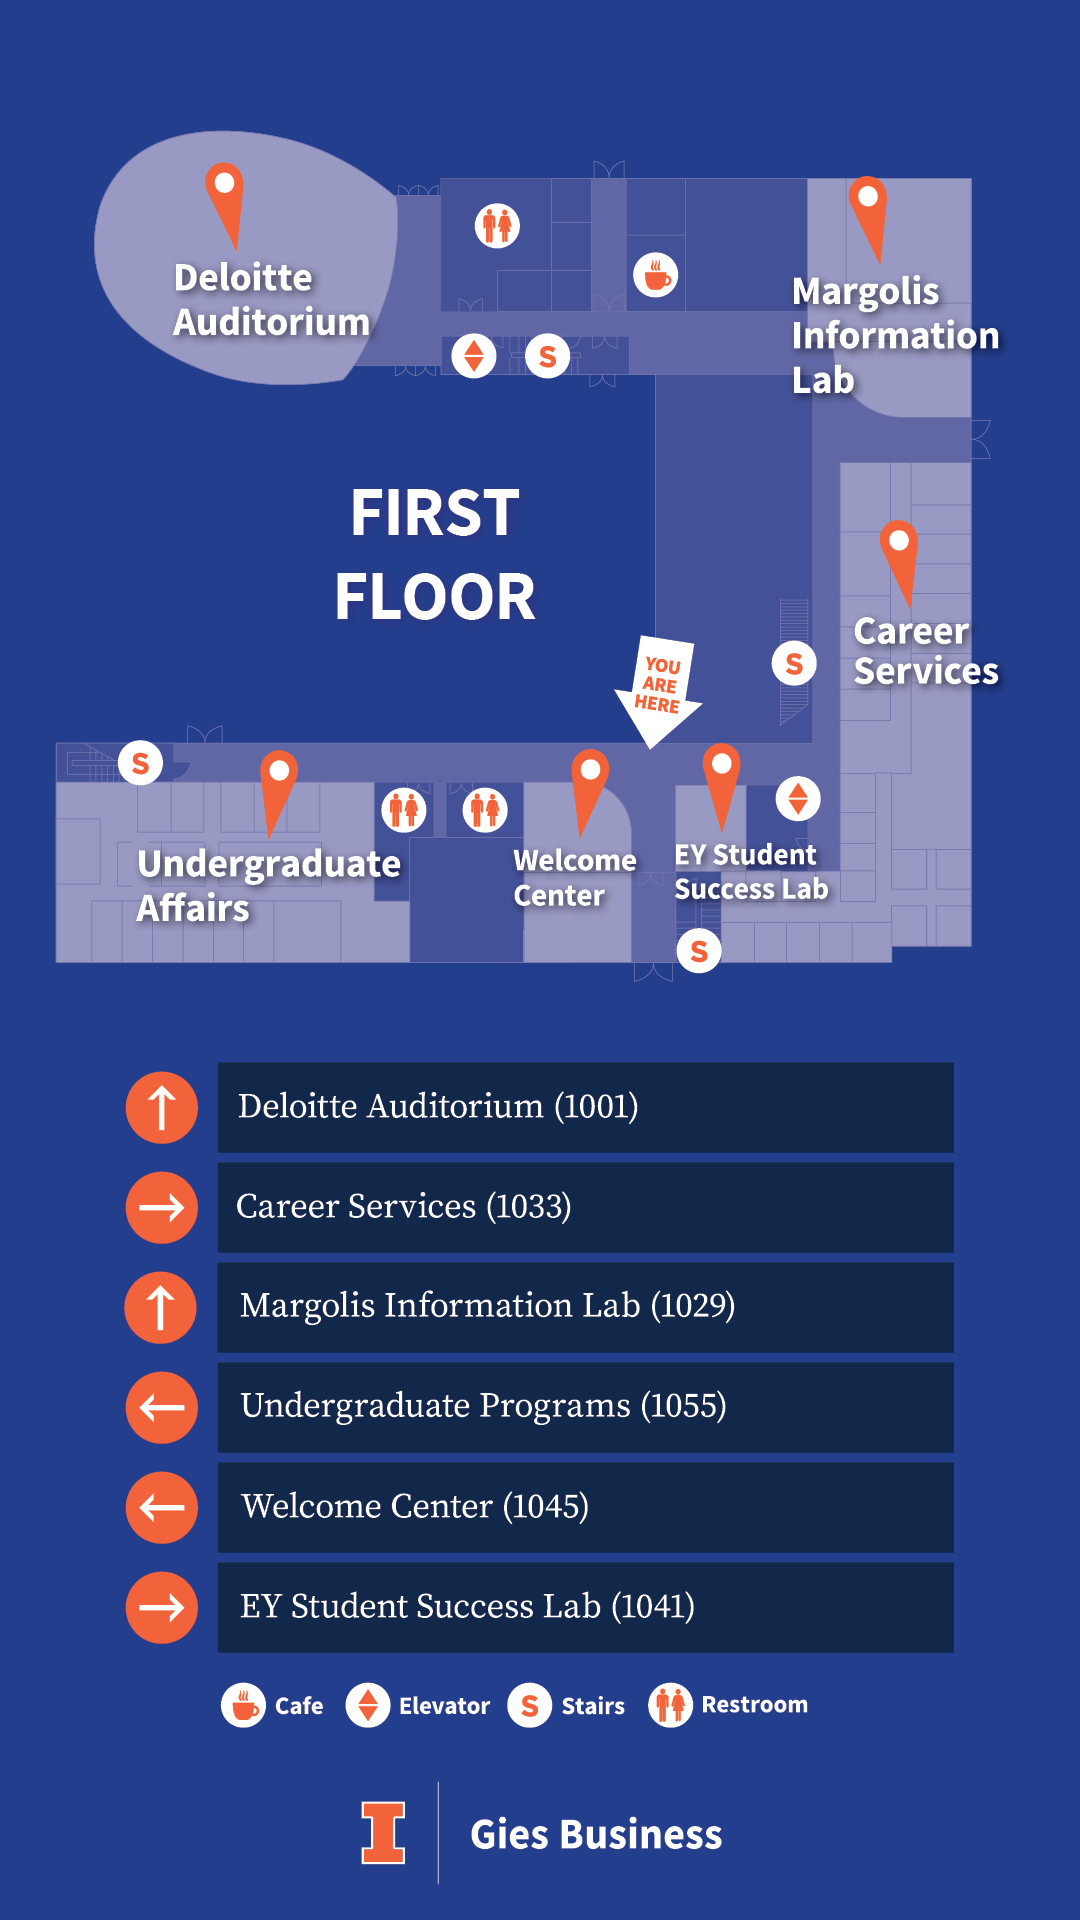 Deloitte
Auditorium
Margolis
Information
Lab
S
FIRST
FLOOR
Career
Services
YOU
ARE
HERE
S
S
Undergraduate
Affairs
Welcome
Center
EY Student
Success Lab
S
Deloitte Auditorium (1001)
Career Services (1033)
Margolis Information Lab (1029)
Undergraduate Programs (1055)
Welcome Center (1045)
EY Student Success Lab (1041)
Cafe
Elevator
S Stairs
Restroom
I
Gies Business